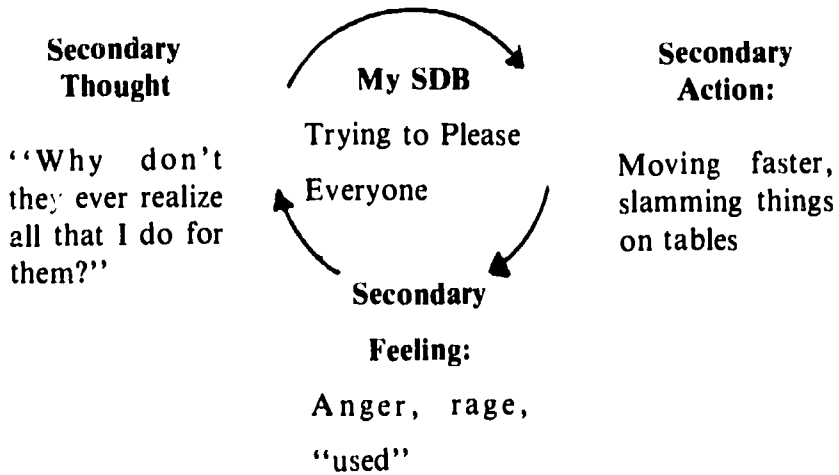 Secondary
Thought
"Why don't
they ever realize
all that I do for
them?"
My SDB
Trying to Please
Everyone
Secondary
Action:
Moving faster,
slamming things
on tables
Secondary
Feeling:
Anger, rage,
"used"